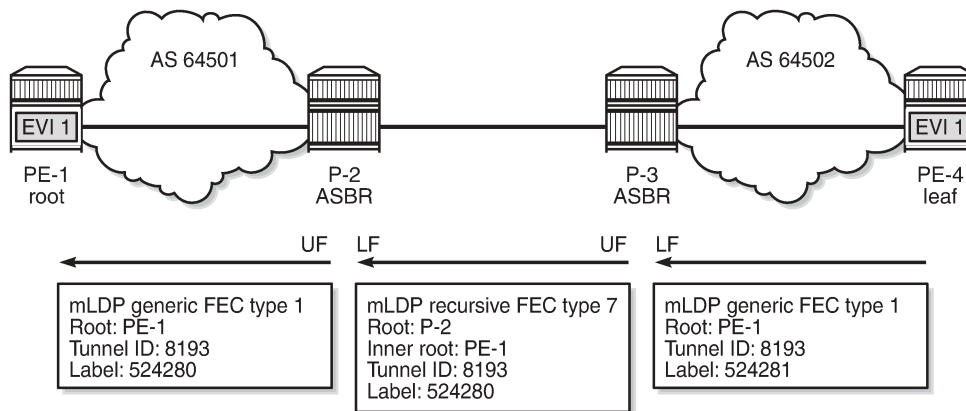 AS 64501
AS 64502
EVI 1
EVI 1
PE-1
root
P-2
ASBR
P-3
ASBR
PE-4
leaf
UF
LF
UF
LF
mLDP generic FEC type 1
Root: PE-1
Tunnel ID: 8193
Label: 524280
mLDP recursive FEC type 7
Root: P-2
Inner root: PE-1
Tunnel ID: 8193
Label: 524280
mLDP generic FEC type 1
Root: PE-1
Tunnel ID: 8193
Label: 524281